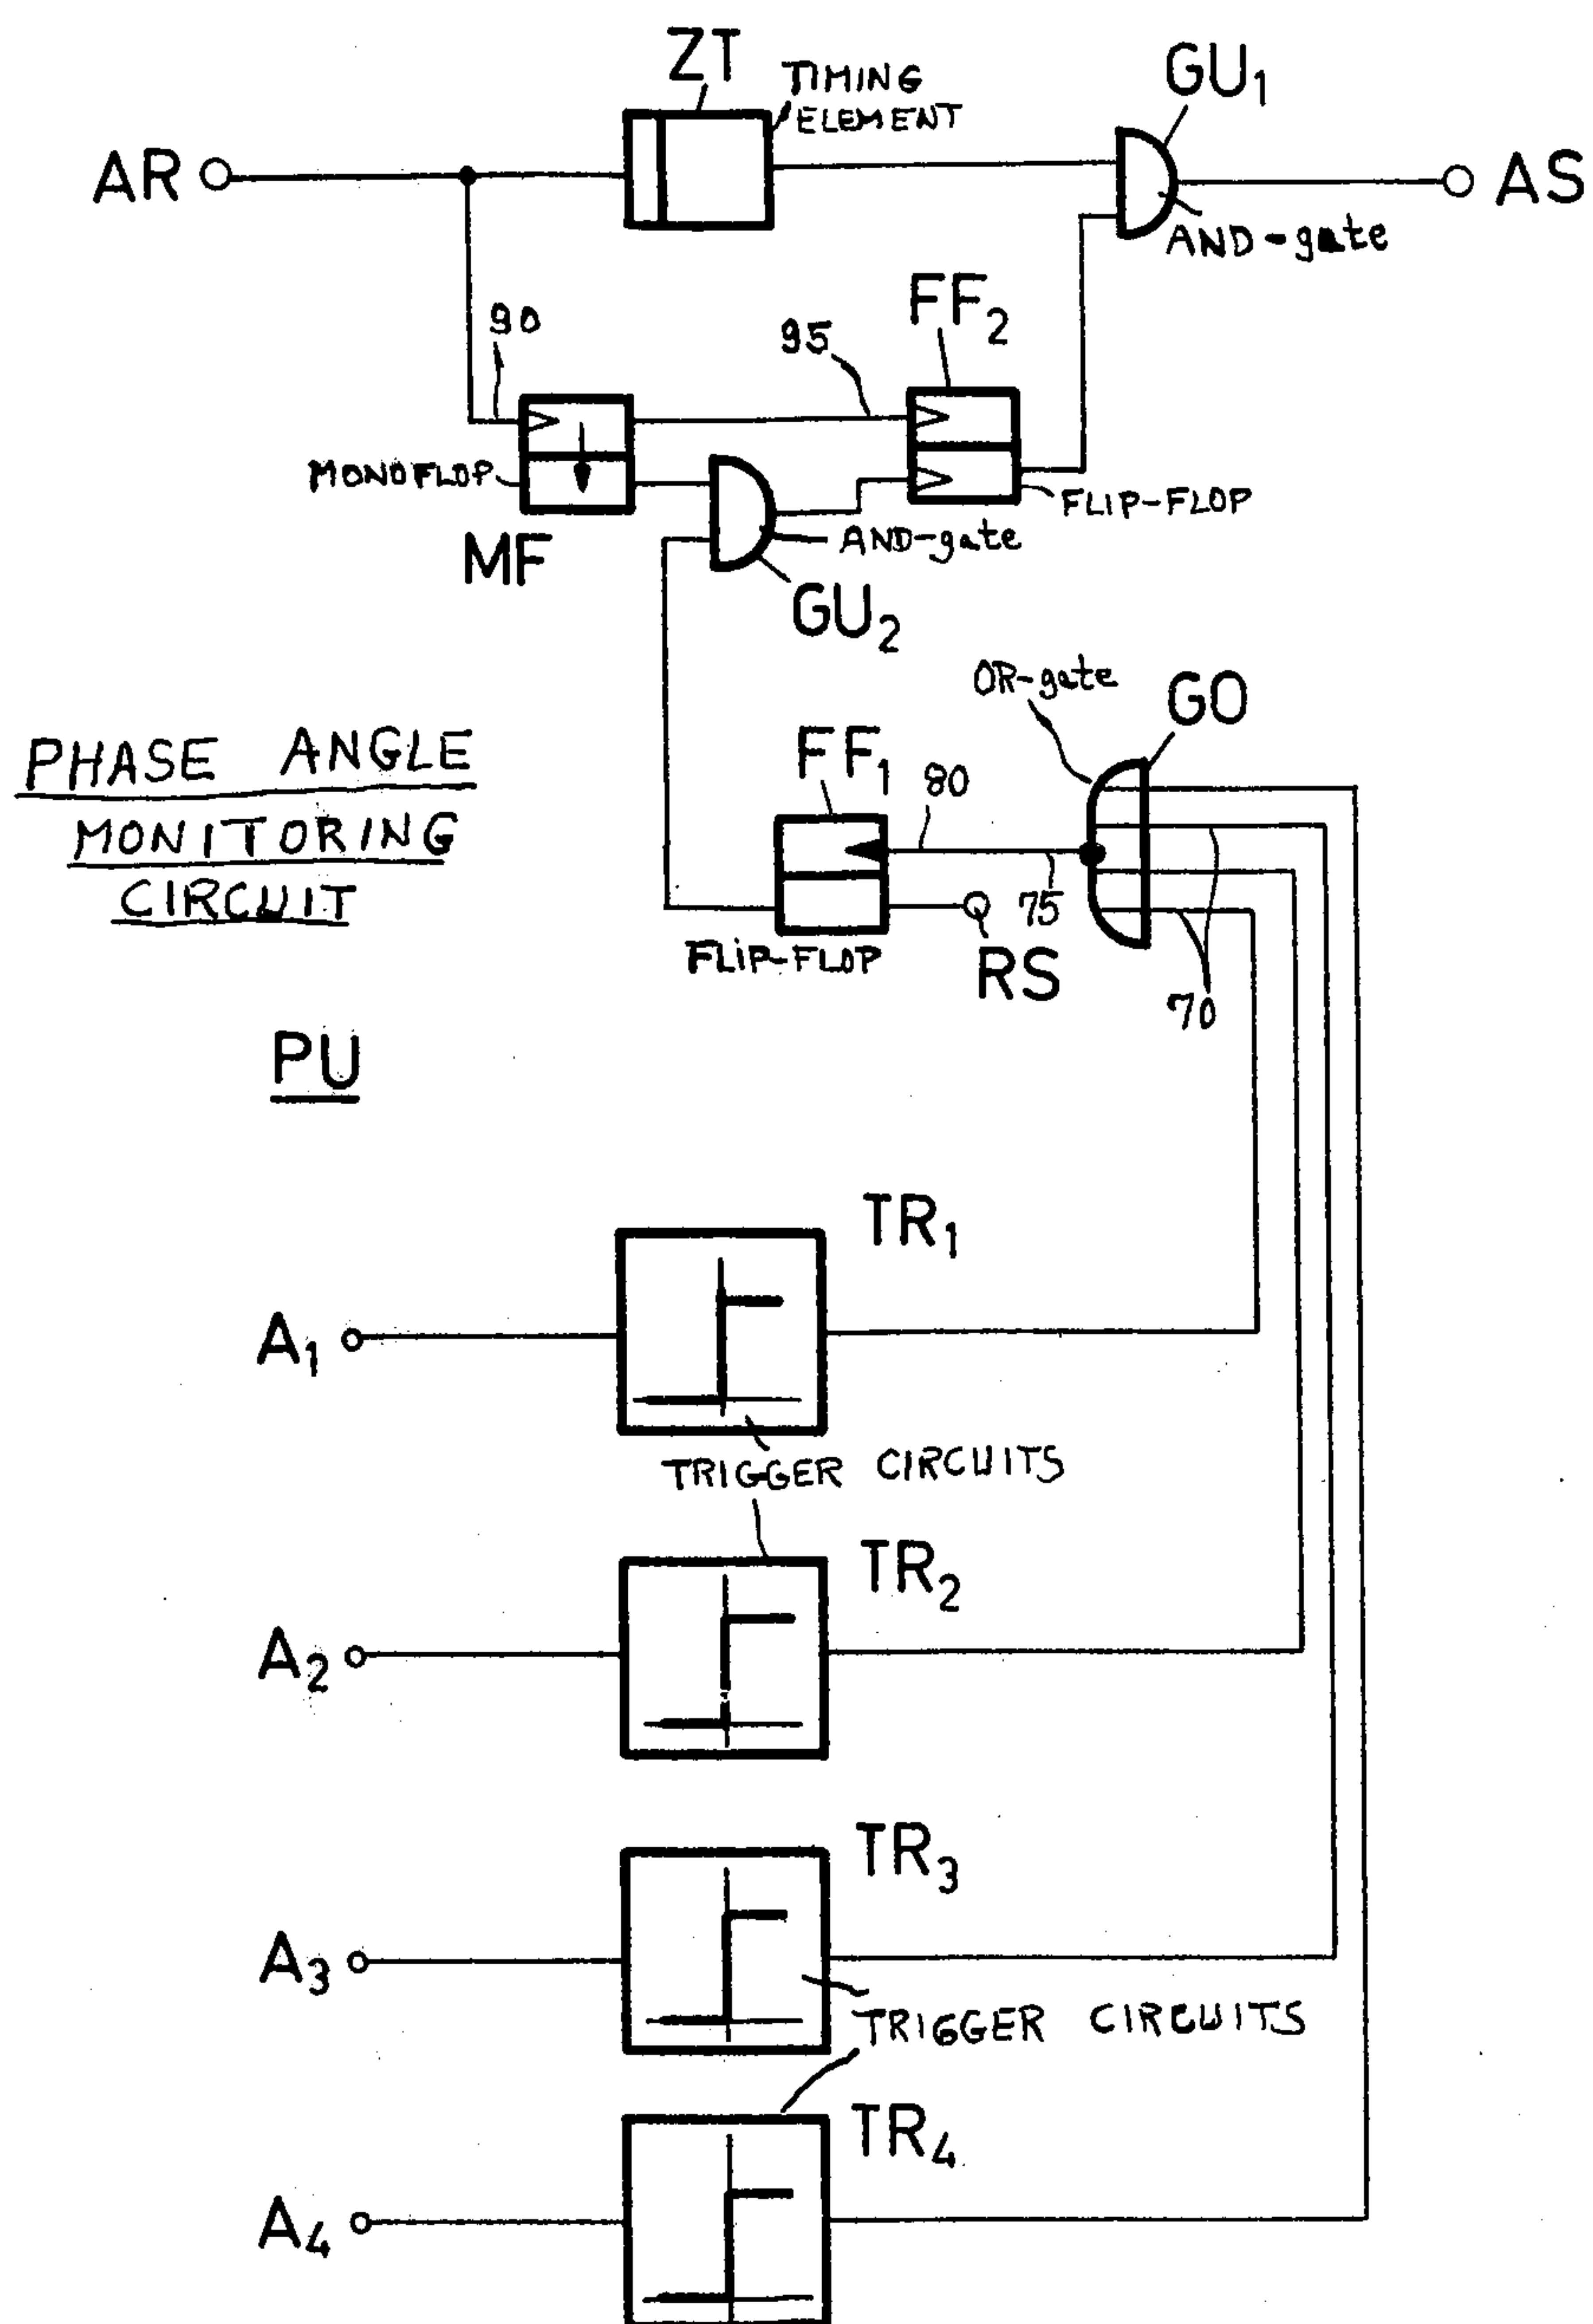 ZT
TIMING
ELEMENT
GU1
AR
AS
AND-gate
FF2
90
95
MONOFLOP
FLIP-FLOP
AND-gate
MF
GU2
OR-gate
GO
PHASE ANGLE
MONITORING
CIRCUIT
FF1
80
75
FLIP-FLOP
RS
70
PU
TR1
A1
TRIGGER CIRCUITS
TR2
A2
TR3
A3
TRIGGER CIRCUITS
TR4
A4